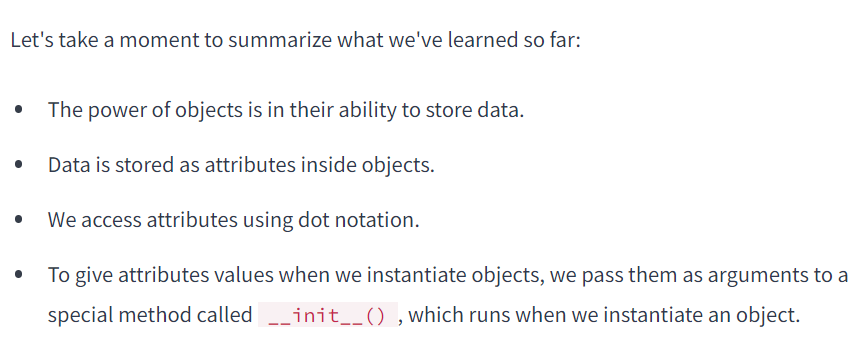 Let's take a moment to summarize what we've learned so far:
• The power of objects is in their ability to store data.
• Data is stored as attributes inside objects.
• We access attributes using dot notation.
• To give attributes values when we instantiate objects, we pass them as arguments to a
special method called __init__() , which runs when we instantiate an object.